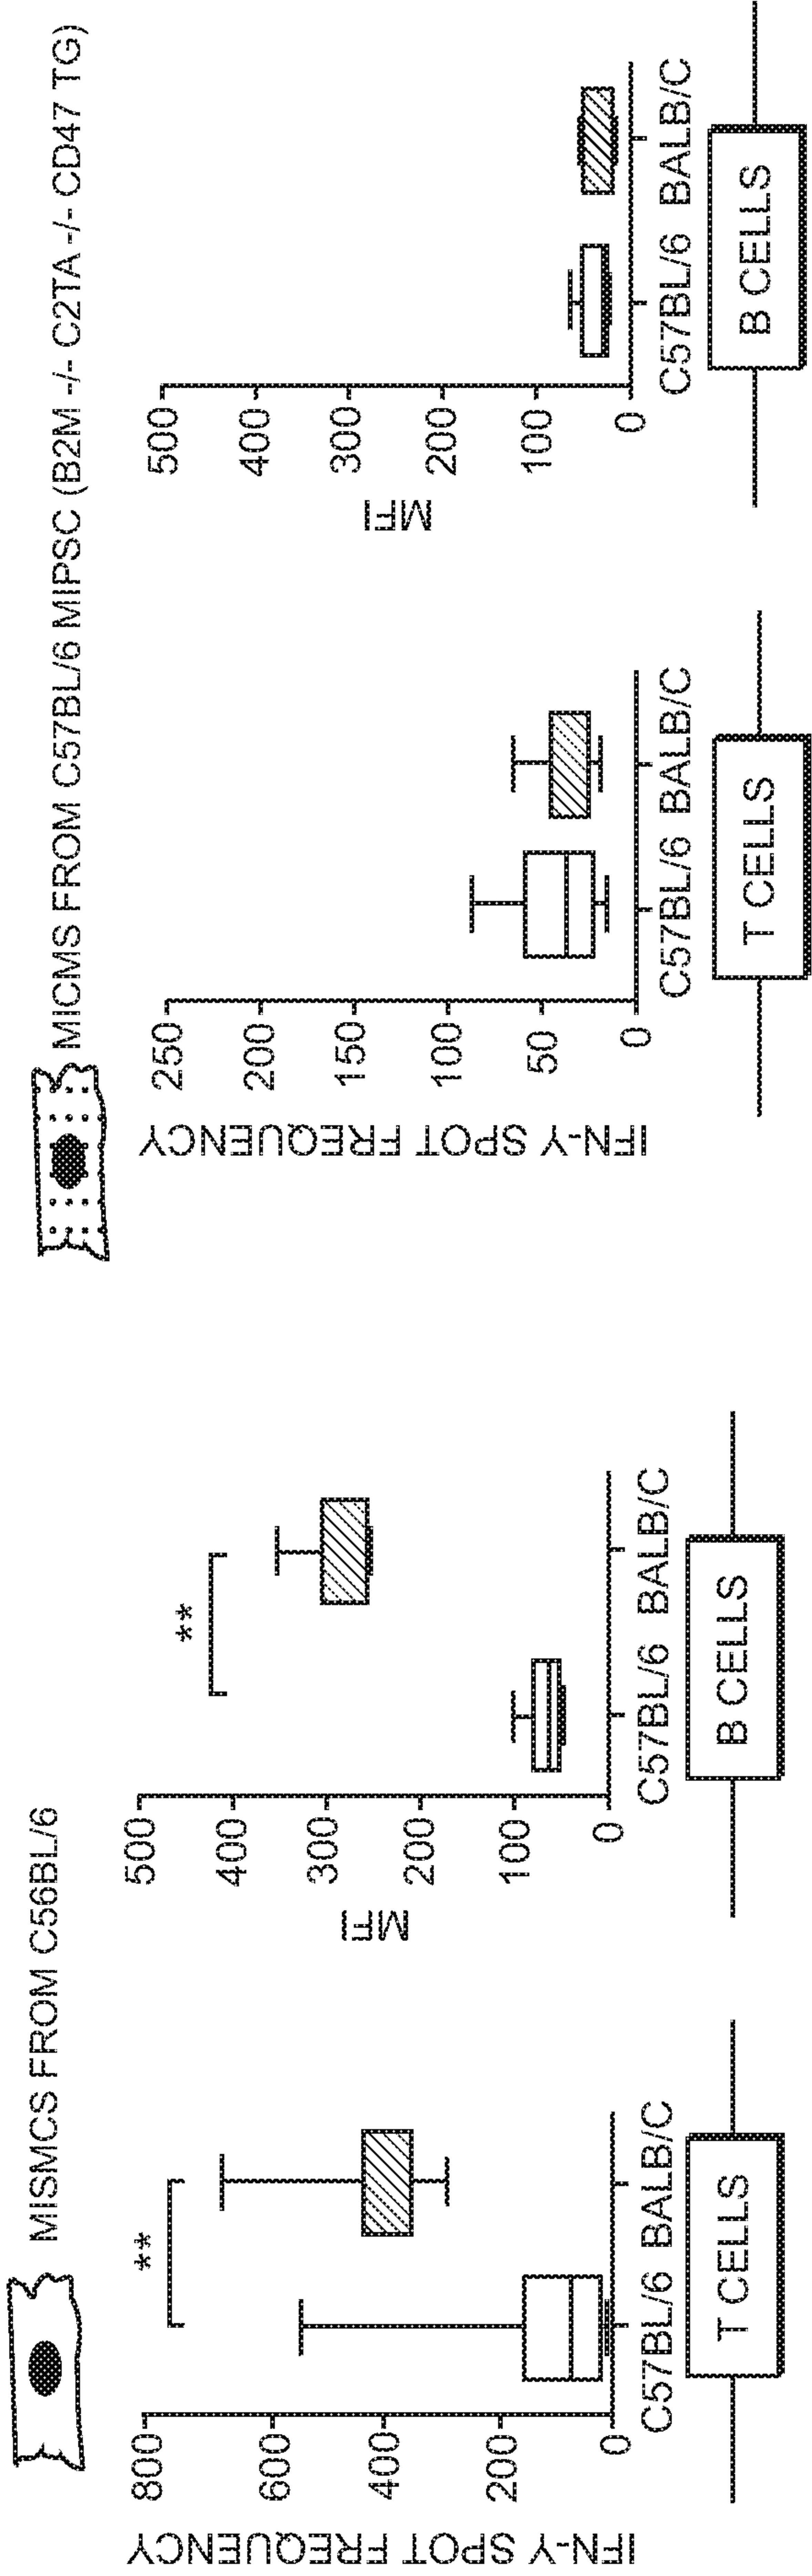 MISMCS FROM C56BL/6
IFN-Y SPOT FREQUENCY
800
600
400
200
0
**
C57BL/6 BALB/C
T CELLS
MFI
500
400
300
200
100
0
**
C57BL/6 BALB/C
B CELLS
MICMS FROM C57BL/6 MIPSC (B2M -/- C2TA -/- CD47 TG)
IFN-Y SPOT FREQUENCY
250
200
150
100
50
0
C57BL/6 BALB/C
T CELLS
MFI
500
400
300
200
100
0
C57BL/6 BALB/C
B CELLS